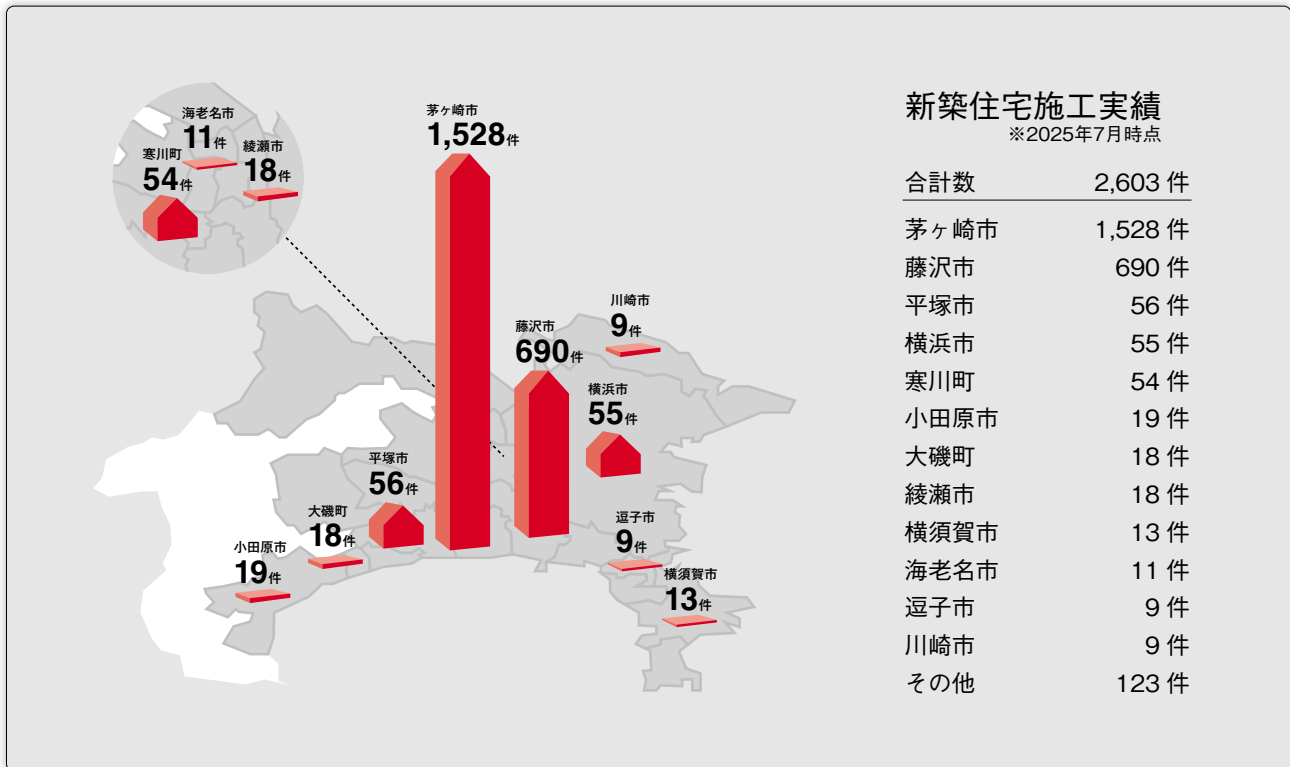 海老名市
11件
寒川町
54件
綾瀬市
18件
茅ヶ崎市
1,528件
藤沢市
690件
川崎市
9件
横浜市
55件
平塚市
56件
大磯町
18件
小田原市
19件
逗子市
9件
横須賀市
13件
新築住宅施工実績
※2025年7月時点
合計数 2,603 件
茅ヶ崎市 1,528 件
藤沢市 690 件
平塚市 56 件
横浜市 55 件
寒川町 54 件
小田原市 19 件
大磯町 18 件
綾瀬市 18 件
横須賀市 13 件
海老名市 11 件
逗子市 9 件
川崎市 9 件
その他 123 件